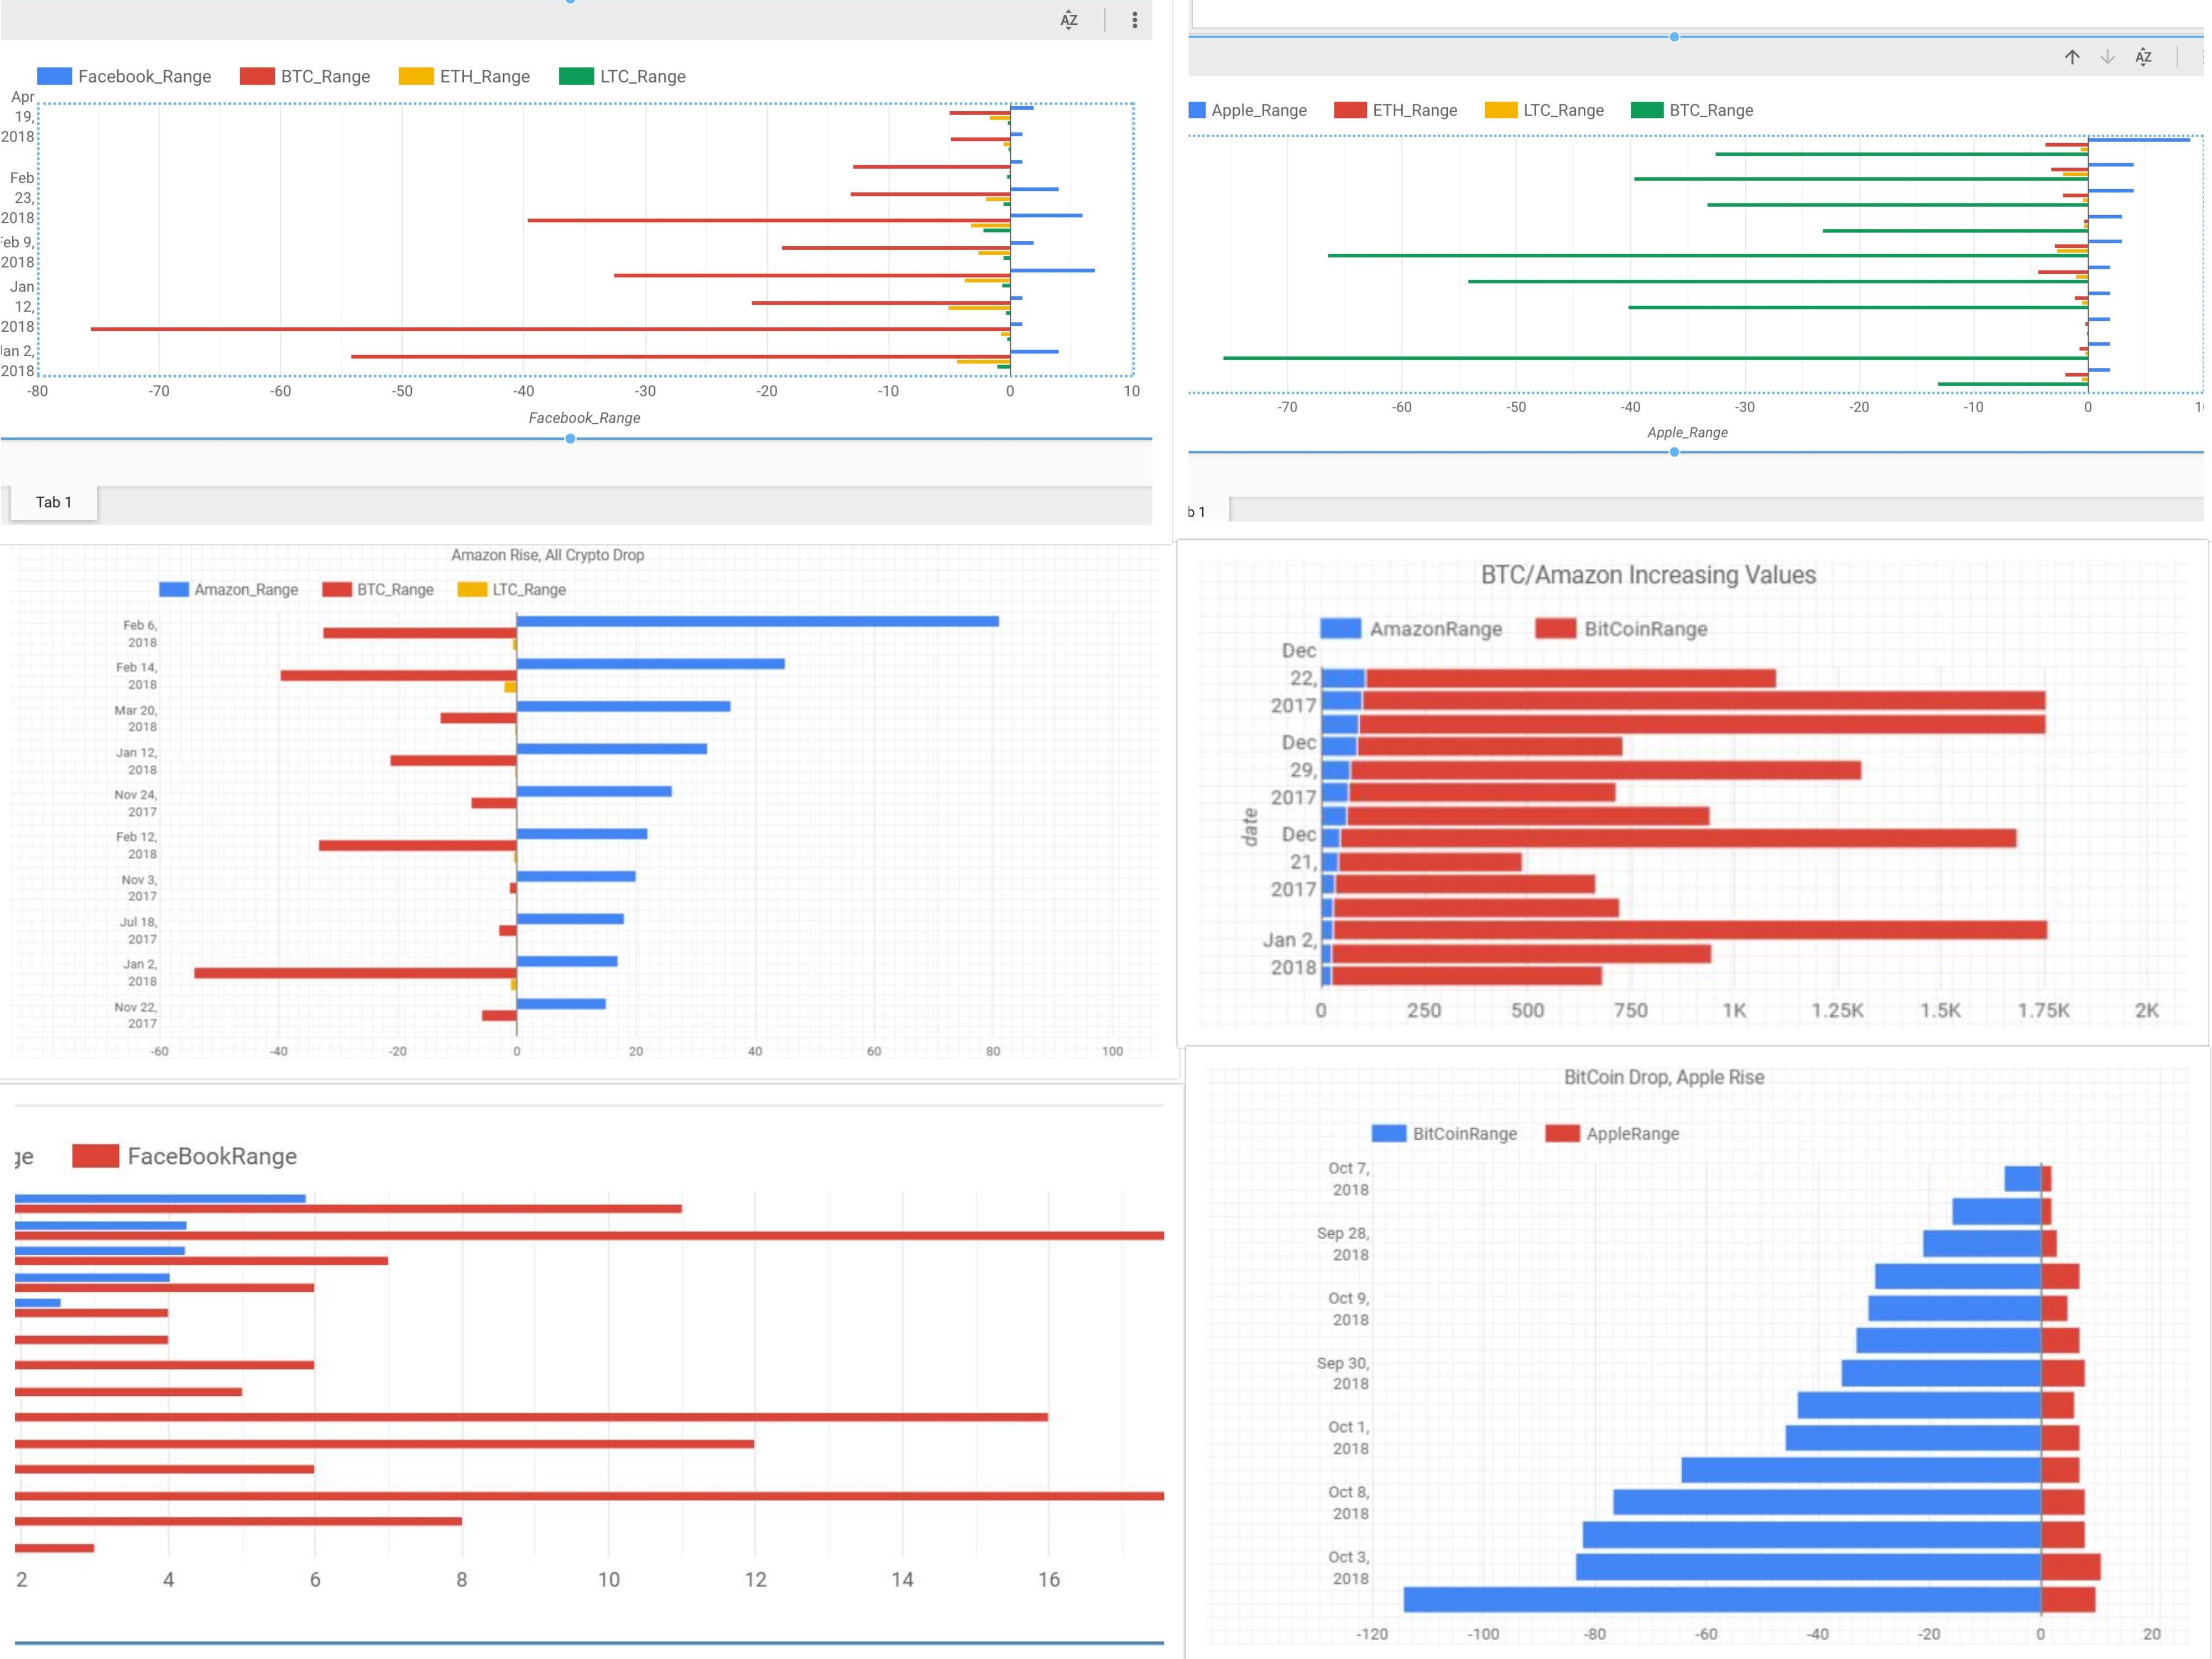 AZ
Facebook_Range BTC_Range ETH_Range LTC_Range
Apr
19,
2018
Feb
23,
2018
Feb 9,
2018
Jan
12,
2018
Jan 2,
2018
-80 -70 -60 -50 -40 -30 -20 -10 0 10
Facebook_Range
Tab 1
AZ
Apple_Range ETH_Range LTC_Range BTC_Range
-70 -60 -50 -40 -30 -20 -10 0 1
Apple_Range
b 1
Amazon Rise, All Crypto Drop
Amazon_Range BTC_Range LTC_Range
Feb 6,
2018
Feb 14,
2018
Mar 20,
2018
Jan 12,
2018
Nov 24,
2017
Feb 12,
2018
Nov 3,
2017
Jul 18,
2017
Jan 2,
2018
Nov 22,
2017
-60 -40 -20 0 20 40 60 80 100
BTC/Amazon Increasing Values
AmazonRange BitCoinRange
Dec
22,
2017
Dec
29,
2017
date
Dec
21,
2017
Jan 2,
2018
0 250 500 750 1K 1.25K 1.5K 1.75K 2K
ge FaceBookRange
2 4 6 8 10 12 14 16
BitCoin Drop, Apple Rise
BitCoinRange AppleRange
Oct 7,
2018
Sep 28,
2018
Oct 9,
2018
Sep 30,
2018
Oct 1,
2018
Oct 8,
2018
Oct 3,
2018
-120 -100 -80 -60 -40 -20 0 20